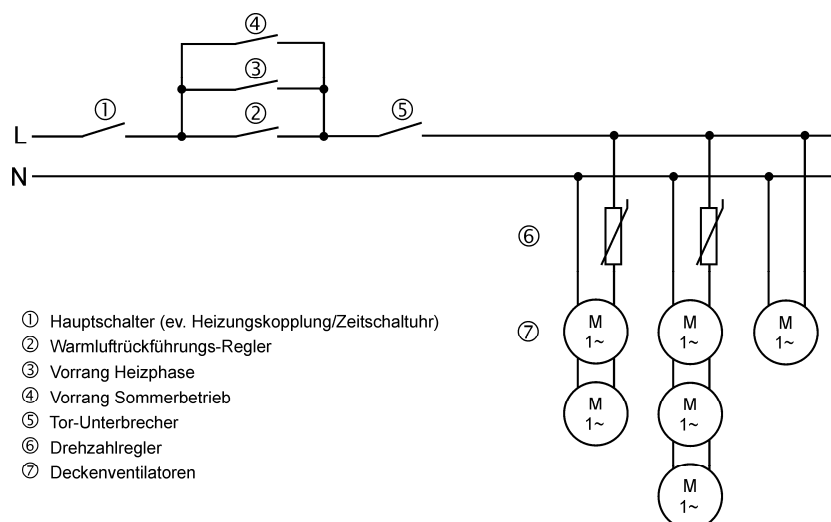 ④
③
① ② ⑤
L
N
⑥
⑦ M 1~ M 1~ M 1~
M 1~ M 1~
M 1~
① Hauptschalter (ev. Heizungskopplung/Zeitschaltuhr)
② Warmluftrückführungs-Regler
③ Vorrang Heizphase
④ Vorrang Sommerbetrieb
⑤ Tor-Unterbrecher
⑥ Drehzahlregler
⑦ Deckenventilatoren